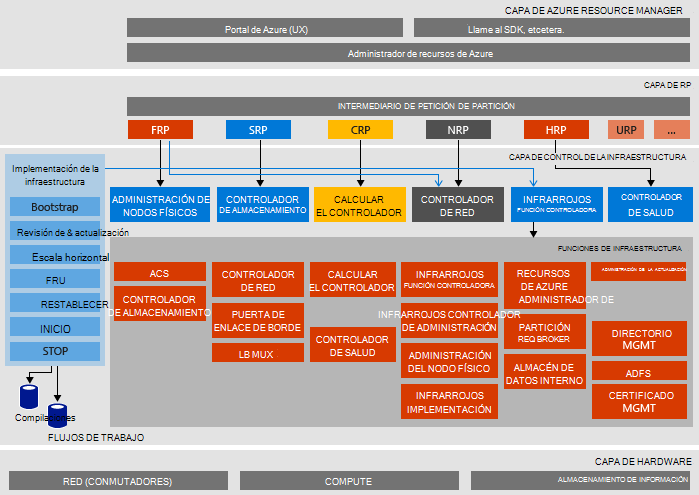 CAPA DE AZURE RESOURCE MANAGER
Portal de Azure (UX)
Llame al SDK, etcetera.
Administrador de recursos de Azure
CAPA DE RP
INTERMEDIARIO DE PETICIÓN DE PARTICIÓN
FRP
SRP
CRP
NRP
HRP
URP
...
CAPA DE CONTROL DE LA INFRAESTRUCTURA
Implementación de la
infraestructura
Bootstrap
Revisión de & actualización
Escala horizontal
FRU
RESTABLECER
INICIO
STOP
Compilaciones
FLUJOS DE TRABAJO
ADMINISTRACIÓN DE
NODOS FÍSICOS
CONTROLADOR
DE ALMACENAMIENTO
CALCULAR
EL CONTROLADOR
CONTROLADOR
DE RED
INFRARROJOS
FUNCIÓN CONTROLADORA
CONTROLADOR
DE SALUD
FUNCIONES DE INFRAESTRUCTURA
ACS
CONTROLADOR
DE ALMACENAMIENTO
CONTROLADOR
DE RED
PUERTA DE
ENLACE DE BORDE
LB MUX
CALCULAR
EL CONTROLADOR
CONTROLADOR
DE SALUD
INFRARROJOS
FUNCIÓN CONTROLADORA
INFRARROJOS CONTROLADOR
DE ADMINISTRACIÓN
ADMINISTRACIÓN
DEL NODO FÍSICO
INFRARROJOS
IMPLEMENTACIÓN
RECURSOS
DE AZURE
ADMINISTRADOR DE
PARTICIÓN
REQ BROKER
ALMACÉN DE
DATOS INTERNO
ADMINISTRACIÓN DE LA ACTUALIZACIÓN
DIRECTORIO
MGMT
ADFS
CERTIFICADO
MGMT
CAPA DE HARDWARE
RED (CONMUTADORES)
COMPUTE
ALMACENAMIENTO DE INFORMACIÓN